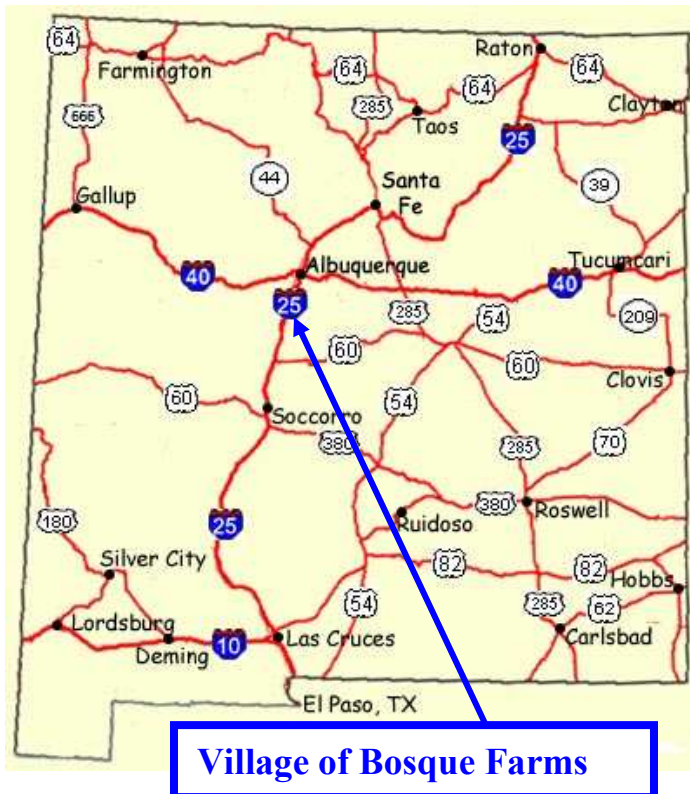 64
Farmington
Raton
64
64
64
Clayton
285
Taos
666
25
44
Santa
Fe
39
Gallup
40
Albuquerque
Tucumcari
40
25
285
54
209
60
60
Clovis
60
54
Soccorro
380
285
70
180
25
Ruidoso
380
Roswell
Silver City
82
82
Hobbs
54
285
62
Lordsburg
Deming
10
Las Cruces
Carlsbad
El Paso, TX
Village of Bosque Farms